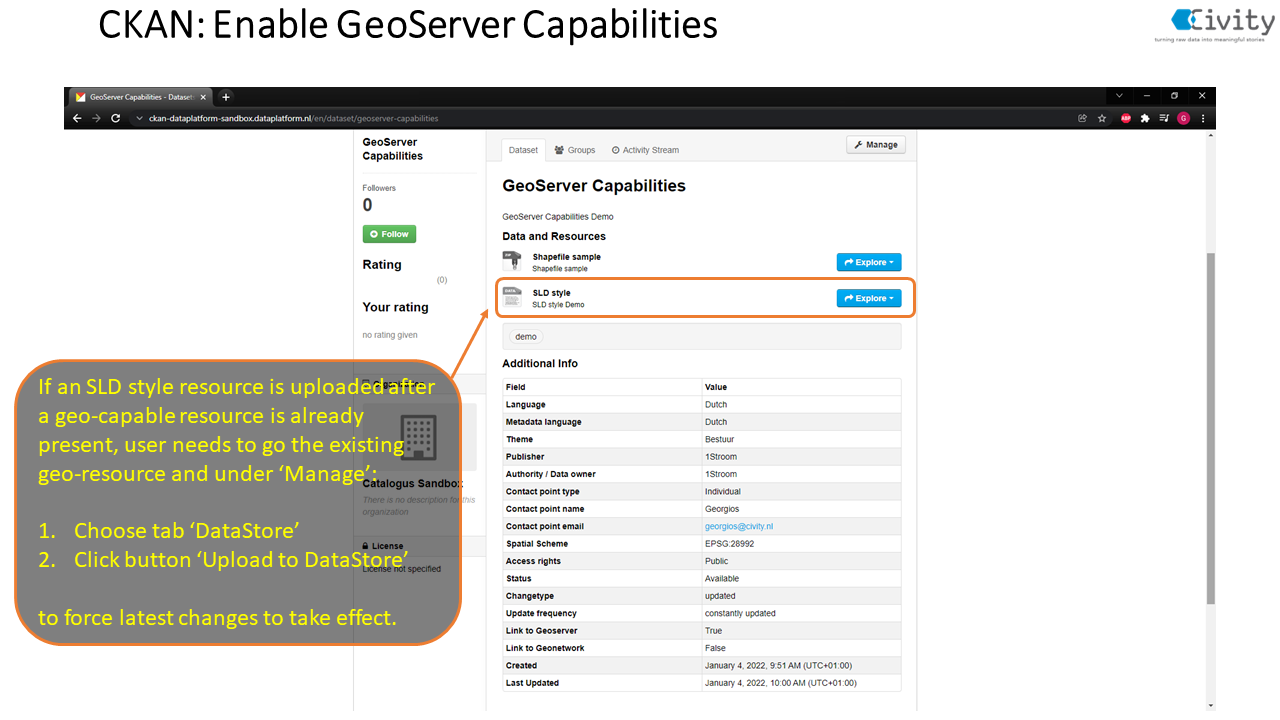 CKAN: Enable GeoServer Capabilities
Civity
turning raw data into meaningful stories
GeoServer Capabilities - Dataset
ckan-dataplatform-sandbox.dataplatform.nl/en/dataset/geoserver-capabilities
ABP
G
GeoServer
Capabilities
Followers
0
Follow
Rating
(0)
Your rating
no rating given
Catalogus Sandbox
There is no description for this
organization
License
License not specified
Dataset Groups Activity Stream
Manage
GeoServer Capabilities
GeoServer Capabilities Demo
Data and Resources
Shapefile sample
Shapefile sample
Explore
SLD style
SLD style Demo
Explore
demo
Additional Info
Field Value
Language Dutch
Metadata language Dutch
Theme Bestuur
Publisher 1Stroom
Authority / Data owner 1Stroom
Contact point type Individual
Contact point name Georgios
Contact point email georgios@civity.nl
Spatial Scheme EPSG:28992
Access rights Public
Status Available
Changetype updated
Update frequency constantly updated
Link to Geoserver True
Link to Geonetwork False
Created January 4, 2022, 9:51 AM (UTC+01:00)
Last Updated January 4, 2022, 10:00 AM (UTC+01:00)
If an SLD style resource is uploaded after
a geo-capable resource is already
present, user needs to go the existing
geo-resource and under ‘Manage’:
1. Choose tab ‘DataStore’
2. Click button ‘Upload to DataStore’
to force latest changes to take effect.